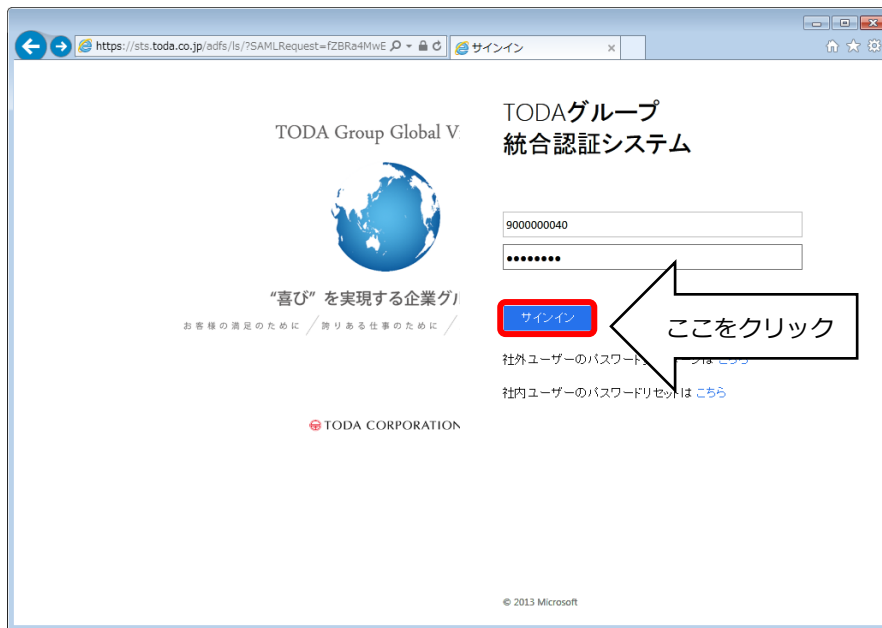 https://sts.toda.co.jp/adfs/ls/?SAMLRequest=fZBRa4MwE
サインイン
TODA Group Global V
“喜び” を実現する企業グル
お客様の満足のために ╱ 誇りある仕事のために ╱
TODA CORPORATION
TODAグループ
統合認証システム
9000000040
●●●●●●●●
サインイン
ここをクリック
社外ユーザーのパスワード
は こちら
社内ユーザーのパスワードリセットは こちら
© 2013 Microsoft